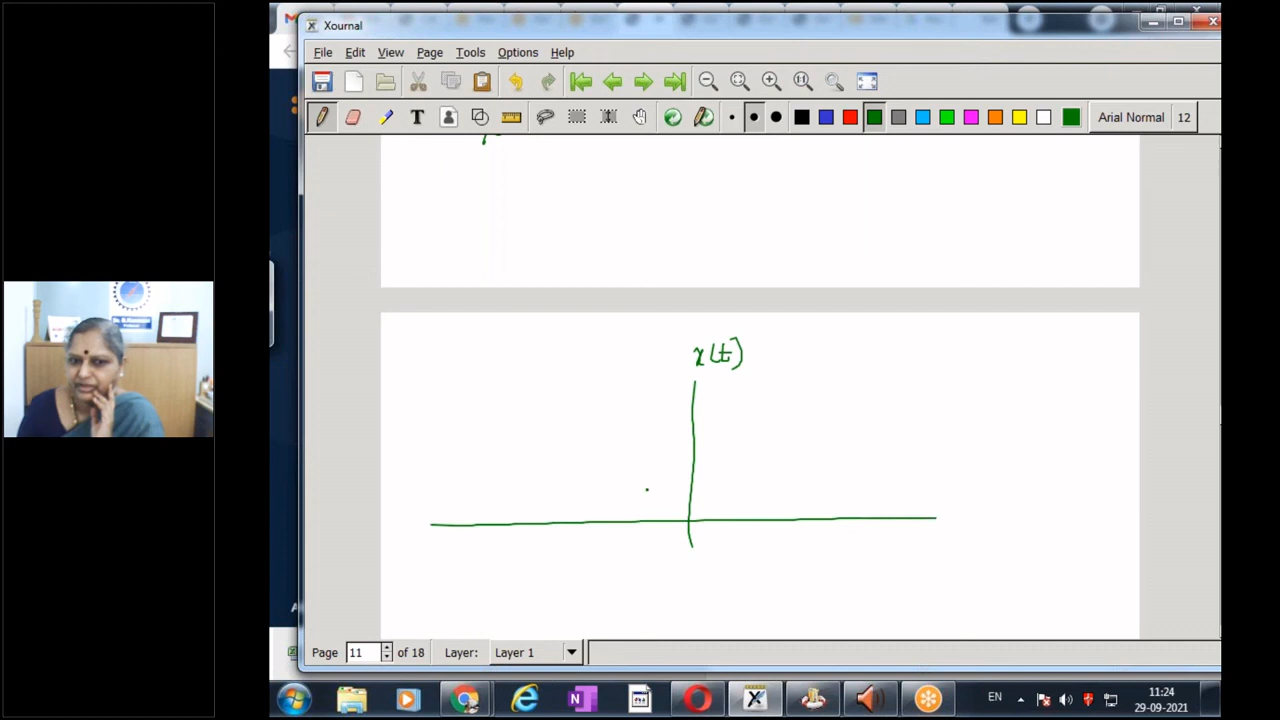 Xournal
File Edit View Page Tools Options Help
Arial Normal 12
x(t)
Page 11 of 18 Layer: Layer 1
EN
11:24
29-09-2021